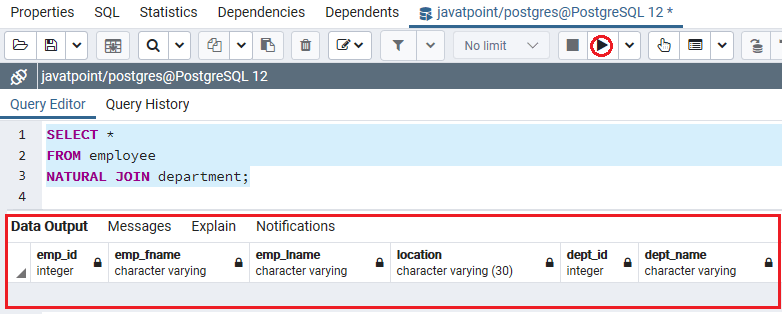 Properties SQL Statistics Dependencies Dependents javatpoint/postgres@PostgreSQL 12 *
No limit
javatpoint/postgres@PostgreSQL 12
Query Editor Query History
1 SELECT *
2 FROM employee
3 NATURAL JOIN department;
4
Data Output Messages Explain Notifications
emp_id emp_fname emp_lname location dept_id dept_name
integer character varying character varying character varying (30) integer character varying